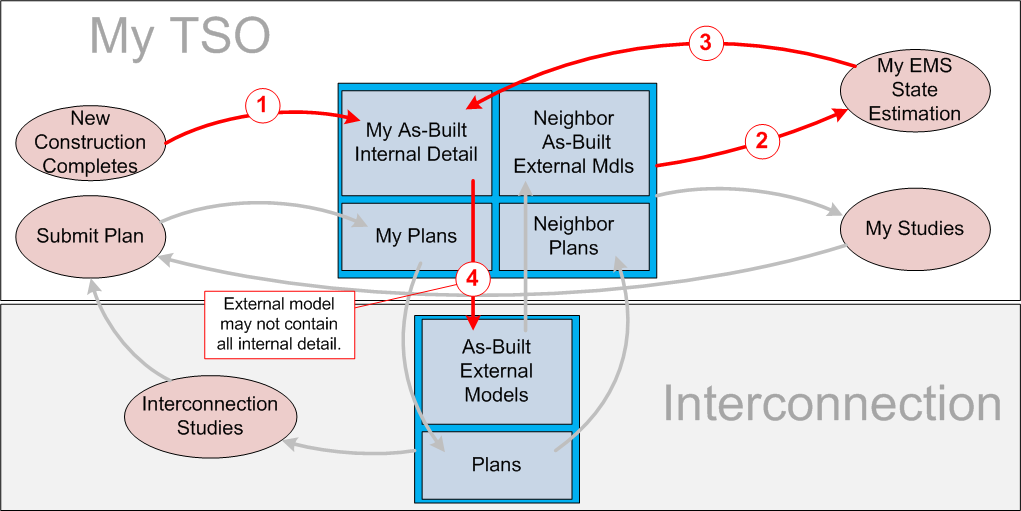 My TSO
1
3
2
4
New
Construction
Completes
My As-Built
Internal Detail
Neighbor
As-Built
External Mdls
My EMS
State
Estimation
Submit Plan
My Plans
Neighbor
Plans
My Studies
External model
may not contain
all internal detail.
As-Built
External
Models
Interconnection
Interconnection
Studies
Plans